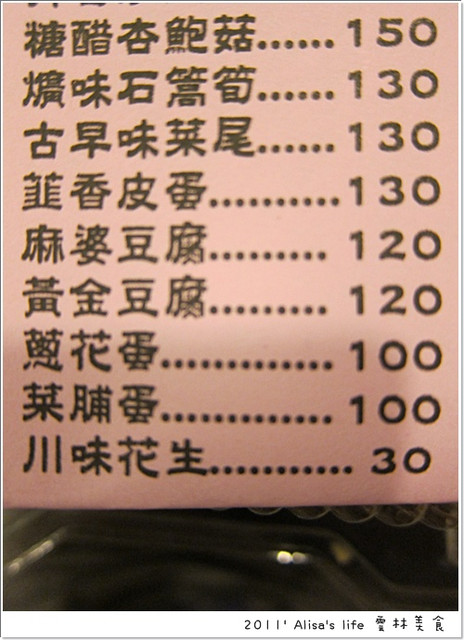 糖醋杏鮑菇......150
爌味石篙筍......130
古早味菜尾......130
韮香皮蛋..........130
麻婆豆腐......... 120
黃金豆腐......... 120
蔥花蛋............. 100
菜脯蛋............. 100
川味花生........... 30
2011' Alisa's life 雲林美食